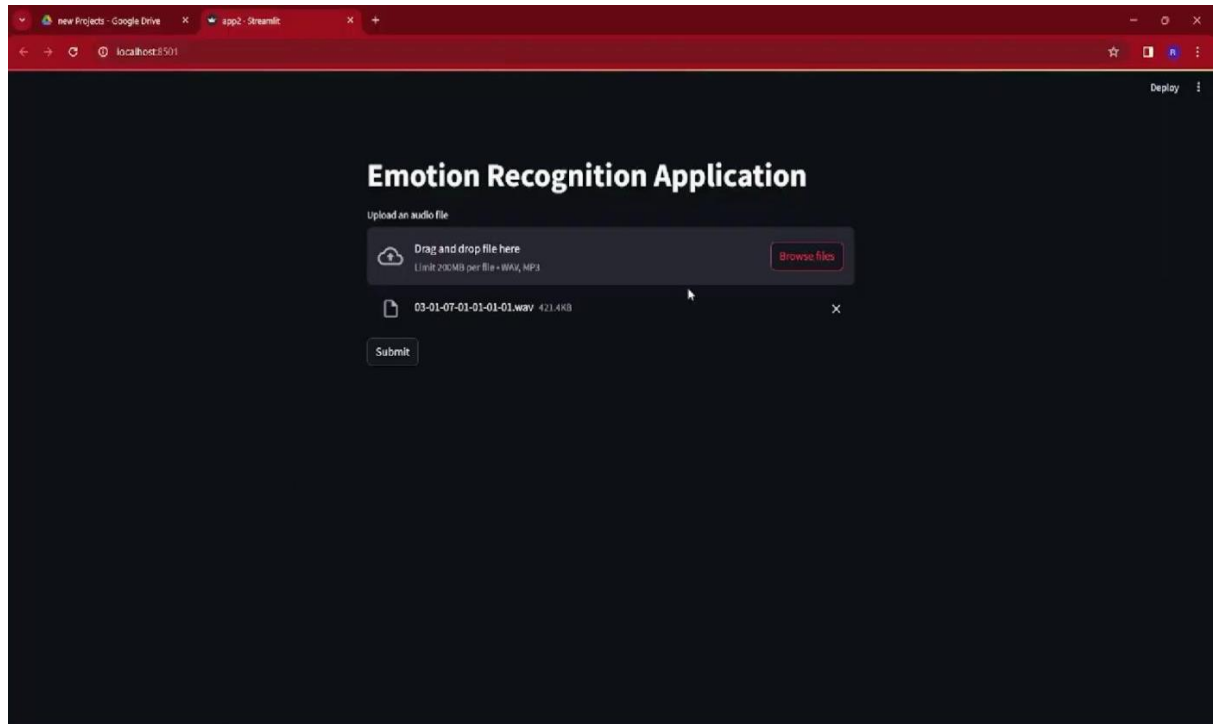 new Projects - Google Drive
app2 · Streamlit
localhost:8501
R
Deploy
Emotion Recognition Application
Upload an audio file
Drag and drop file here
Limit 200MB per file • WAV, MP3
Browse files
03-01-07-01-01-01-01.wav 421.4KB
Submit